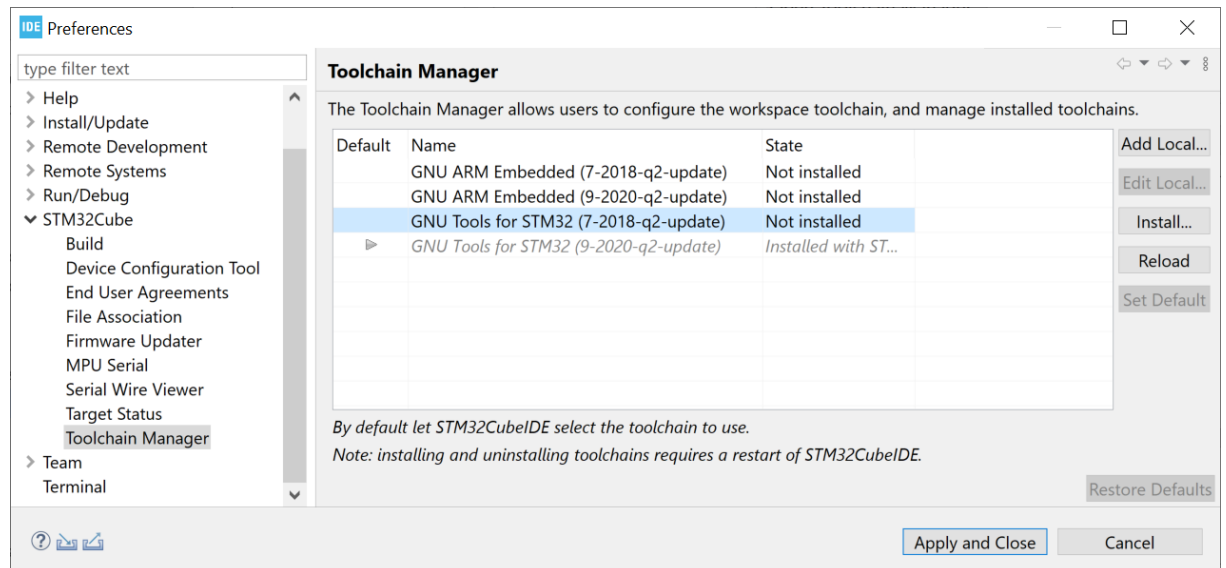 IDE Preferences
type filter text
Help
Install/Update
Remote Development
Remote Systems
Run/Debug
STM32Cube
Build
Device Configuration Tool
End User Agreements
File Association
Firmware Updater
MPU Serial
Serial Wire Viewer
Target Status
Toolchain Manager
Team
Terminal
Toolchain Manager
The Toolchain Manager allows users to configure the workspace toolchain, and manage installed toolchains.
Default Name State
GNU ARM Embedded (7-2018-q2-update) Not installed
GNU ARM Embedded (9-2020-q2-update) Not installed
GNU Tools for STM32 (7-2018-q2-update) Not installed
GNU Tools for STM32 (9-2020-q2-update) Installed with ST...
Add Local...
Edit Local...
Install...
Reload
Set Default
By default let STM32CubeIDE select the toolchain to use.
Note: installing and uninstalling toolchains requires a restart of STM32CubeIDE.
Restore Defaults
?
Apply and Close Cancel